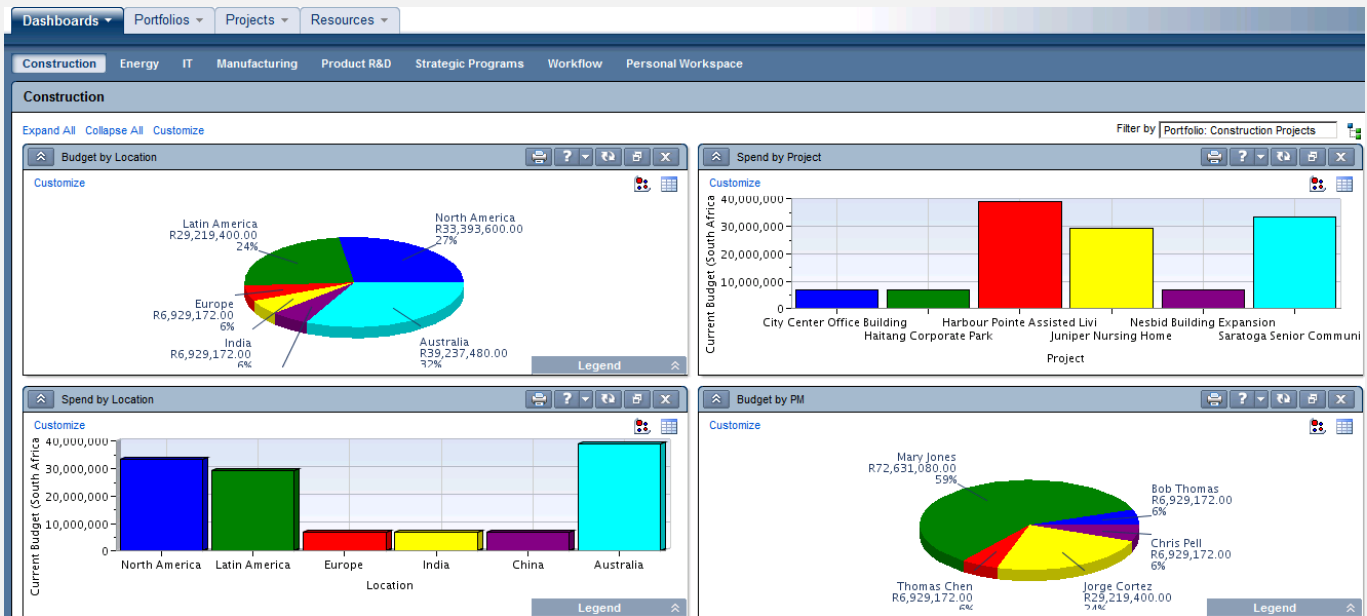 Dashboards Portfolios Projects Resources
Construction Energy IT Manufacturing Product R&D Strategic Programs Workflow Personal Workspace
Construction
Expand All Collapse All Customize
Filter by Portfolio: Construction Projects
Budget by Location
Customize
Latin America
R29,219,400.00
24%
North America
R33,393,600.00
27%
Europe
R6,929,172.00
6%
India
R6,929,172.00
6%
Australia
R39,237,480.00
32%
Legend
Spend by Project
Customize
Current Budget (South Africa
40,000,000
30,000,000
20,000,000
10,000,000
0
City Center Office Building Harbour Pointe Assisted Livi Nesbid Building Expansion
Haitang Corporate Park Juniper Nursing Home Saratoga Senior Communi
Project
Spend by Location
Customize
Current Budget (South Africa
40,000,000
30,000,000
20,000,000
10,000,000
0
North America Latin America Europe India China Australia
Location
Legend
Budget by PM
Customize
Mary Jones
R72,631,080.00
59%
Bob Thomas
R6,929,172.00
6%
Chris Pell
R6,929,172.00
6%
Thomas Chen
R6,929,172.00
6%
Jorge Cortez
R29,219,400.00
24%
Legend